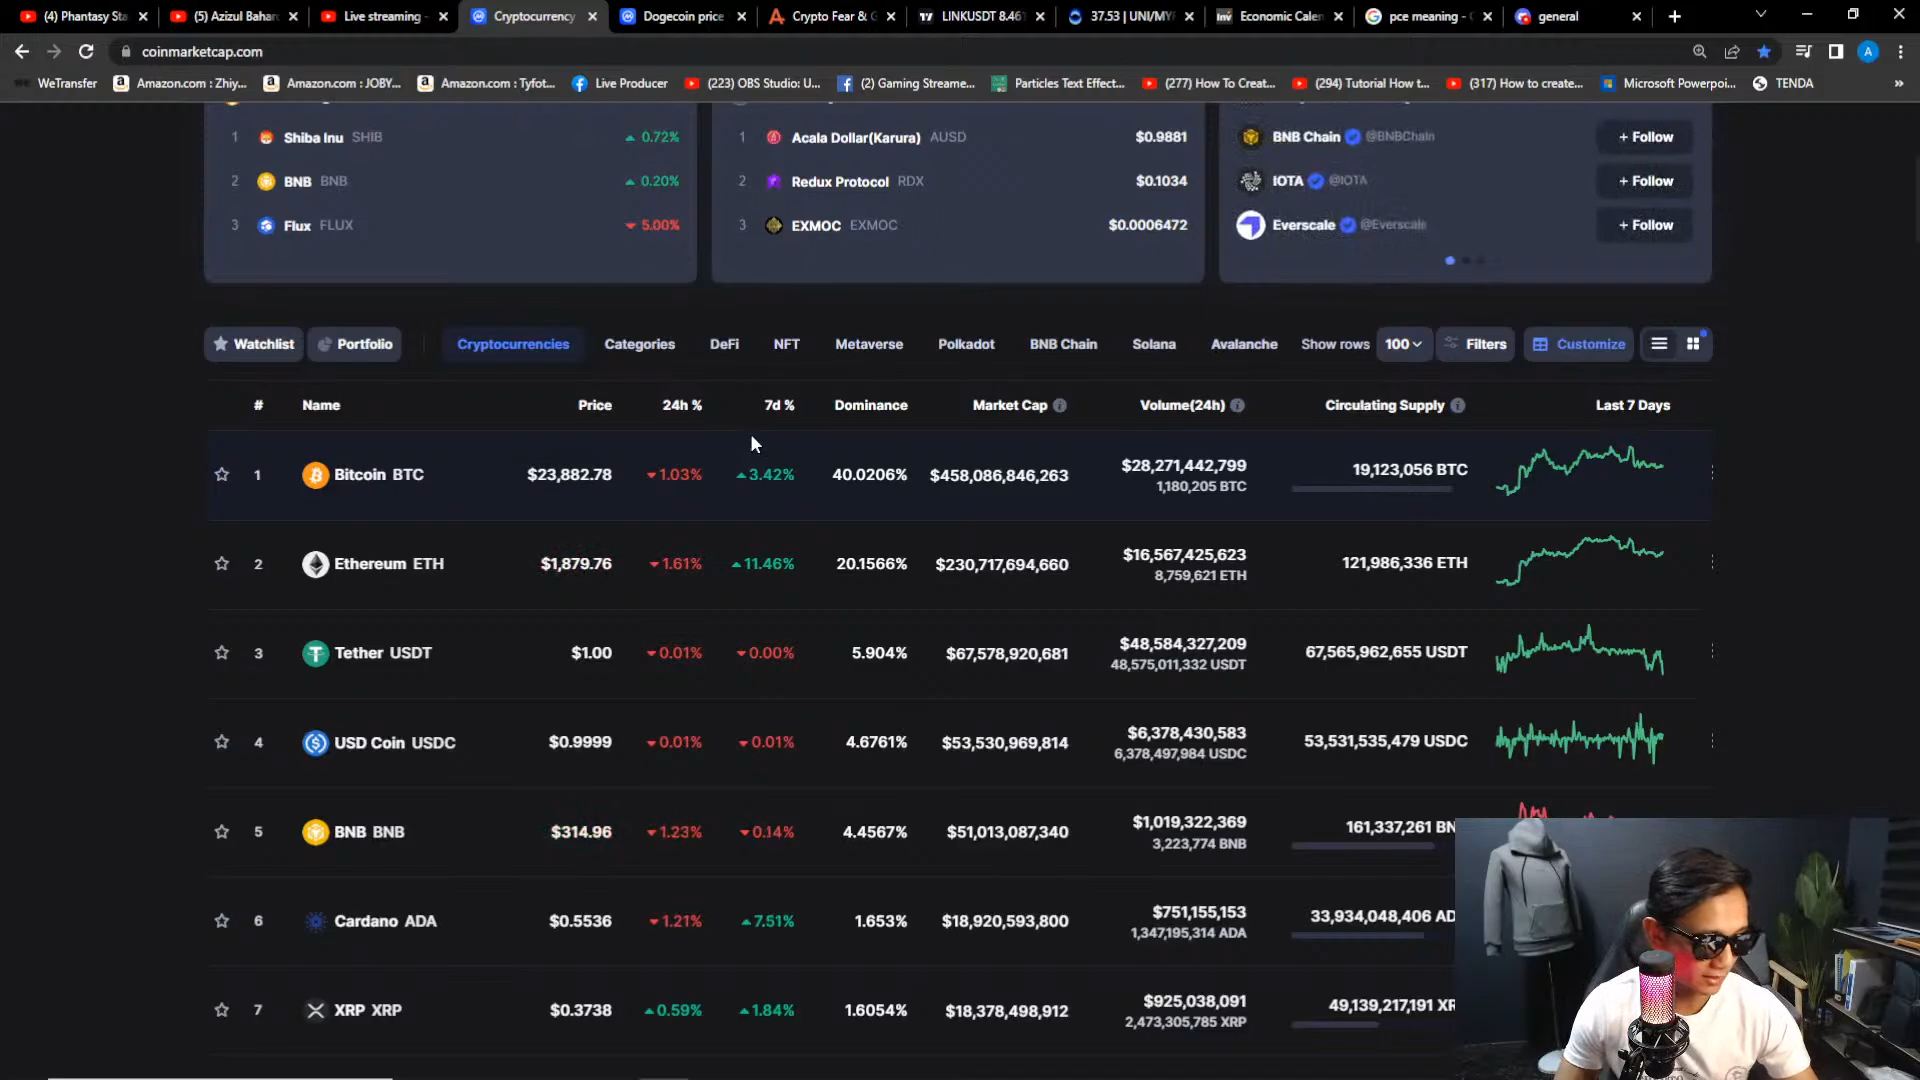 (4) Phantasy Sta
(5) Azizul Bahar
Live streaming -
Cryptocurrency
Dogecoin price
Crypto Fear & G
LINKUSDT 8.461
37.53 | UNI/MYR
Economic Calen
pce meaning - G
general
coinmarketcap.com
A
WeTransfer
Amazon.com : Zhiy...
Amazon.com : JOBY...
Amazon.com : Tyfot...
Live Producer
(223) OBS Studio: U...
(2) Gaming Streame...
Particles Text Effect...
(277) How To Creat...
(294) Tutorial How t...
(317) How to create...
Microsoft Powerpoi...
TENDA
1 Shiba Inu SHIB 0.72%
2 BNB BNB 0.20%
3 Flux FLUX 5.00%
1 Acala Dollar(Karura) AUSD $0.9881
2 Redux Protocol RDX $0.1034
3 EXMOC EXMOC $0.0006472
BNB Chain @BNBChain + Follow
IOTA @IOTA + Follow
Everscale @Everscale + Follow
Watchlist Portfolio Cryptocurrencies Categories DeFi NFT Metaverse Polkadot BNB Chain Solana Avalanche Show rows 100 Filters Customize
# Name Price 24h % 7d % Dominance Market Cap Volume(24h) Circulating Supply Last 7 Days
1 Bitcoin BTC $23,882.78 1.03% 3.42% 40.0206% $458,086,846,263 $28,271,442,799 19,123,056 BTC
1,180,205 BTC
2 Ethereum ETH $1,879.76 1.61% 11.46% 20.1566% $230,717,694,660 $16,567,425,623 121,986,336 ETH
8,759,621 ETH
3 Tether USDT $1.00 0.01% 0.00% 5.904% $67,578,920,681 $48,584,327,209 67,565,962,655 USDT
48,575,011,332 USDT
4 USD Coin USDC $0.9999 0.01% 0.01% 4.6761% $53,530,969,814 $6,378,430,583 53,531,535,479 USDC
6,378,497,984 USDC
5 BNB BNB $314.96 1.23% 0.14% 4.4567% $51,013,087,340 $1,019,322,369 161,337,261 BN
3,223,774 BNB
6 Cardano ADA $0.5536 1.21% 7.51% 1.653% $18,920,593,800 $751,155,153 33,934,048,406 AD
1,347,195,314 ADA
7 XRP XRP $0.3738 0.59% 1.84% 1.6054% $18,378,498,912 $925,038,091 49,139,217,191 XR
2,473,305,785 XRP